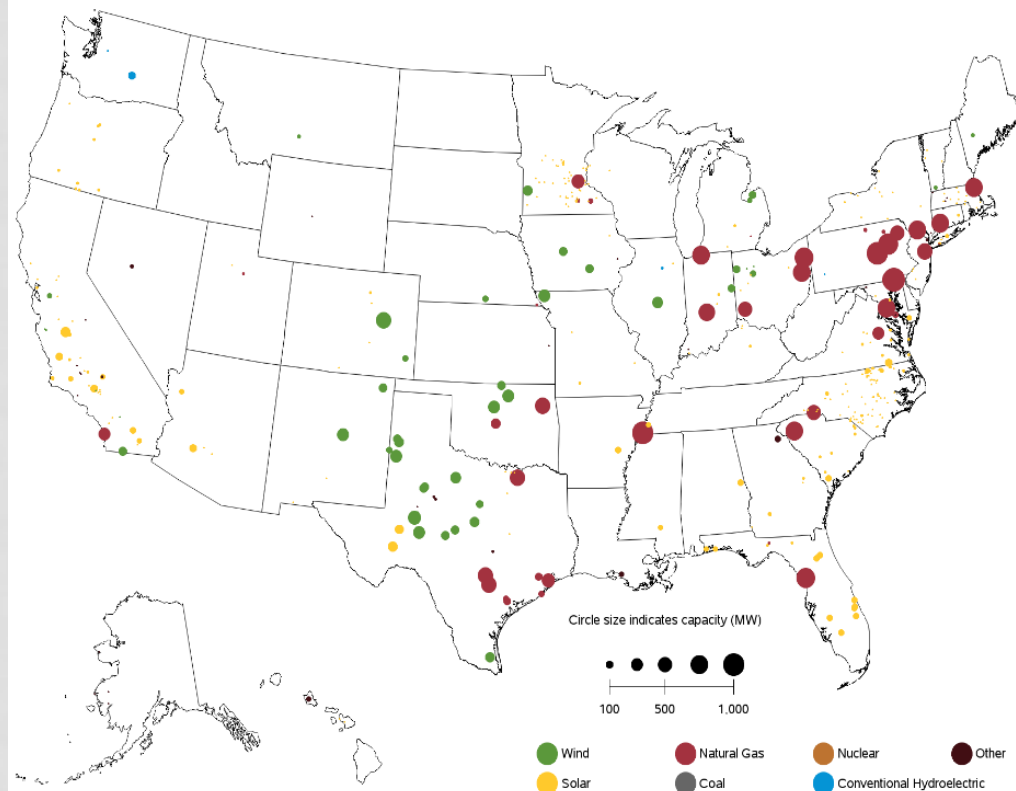 Circle size indicates capacity (MW)
100 500 1,000
Wind Natural Gas Nuclear Other
Solar Coal Conventional Hydroelectric